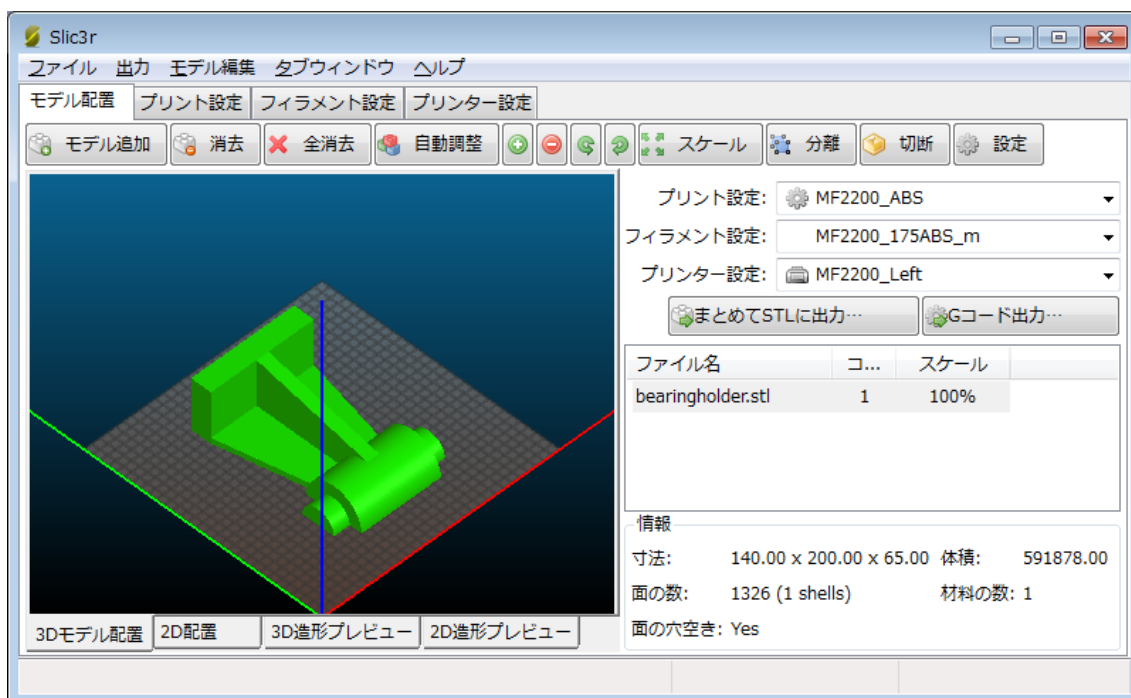 Slic3r
ファイル 出力 モデル編集 タブウィンドウ ヘルプ
モデル配置 プリント設定 フィラメント設定 プリンター設定
モデル追加 消去 全消去 自動調整 スケール 分離 切断 設定
プリント設定: MF2200_ABS
フィラメント設定: MF2200_175ABS_m
プリンター設定: MF2200_Left
まとめてSTLに出力… Gコード出力…
ファイル名 コ... スケール
bearingholder.stl 1 100%
情報
寸法: 140.00 x 200.00 x 65.00 体積: 591878.00
面の数: 1326 (1 shells) 材料の数: 1
面の穴空き: Yes
3Dモデル配置 2D配置 3D造形プレビュー 2D造形プレビュー